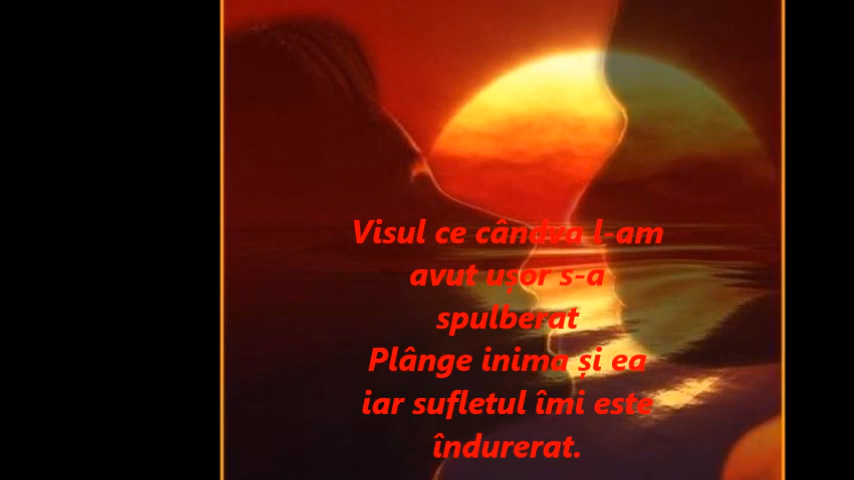 Visul ce cândva l-am
avut ușor s-a
spulberat
Plânge inima și ea
iar sufletul îmi este
îndurerat.